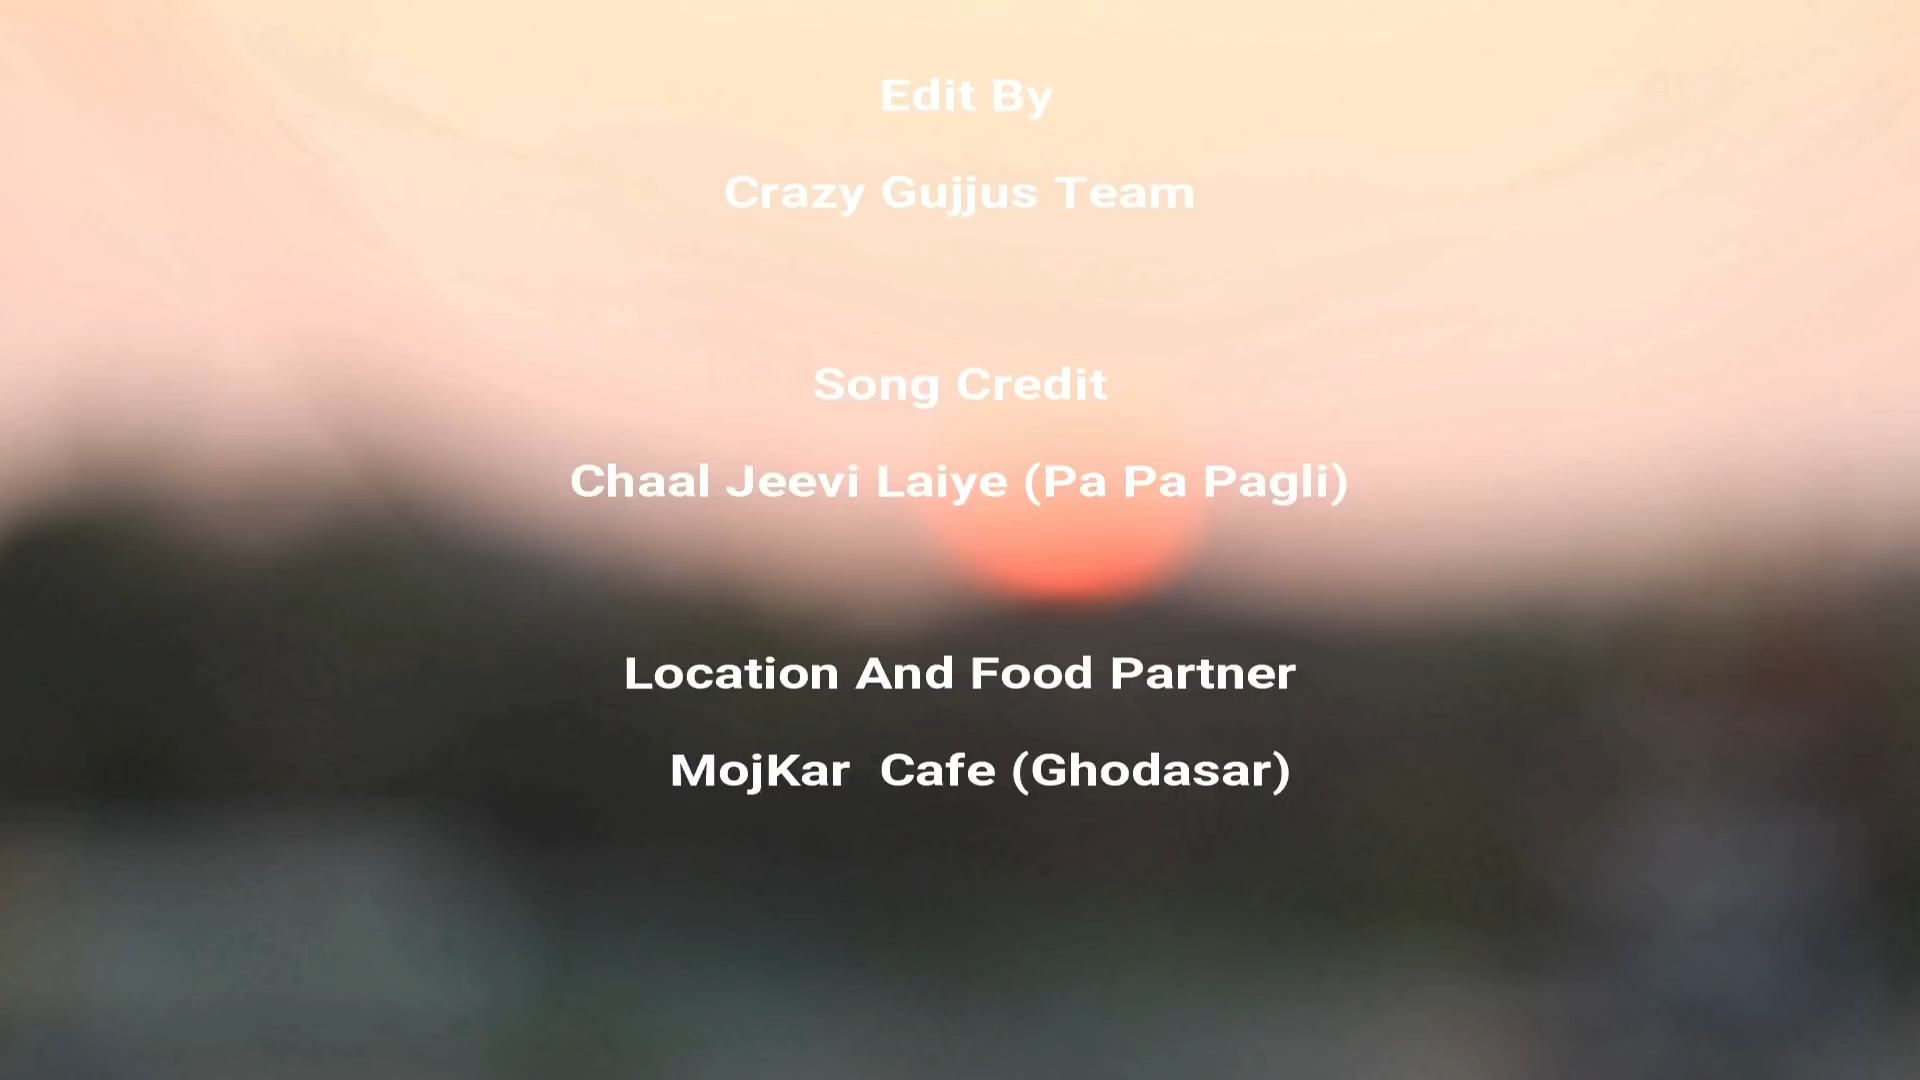 Edit By
Crazy Gujjus Team
Song Credit
Chaal Jeevi Laiye (Pa Pa Pagli)
Location And Food Partner
MojKar  Cafe (Ghodasar)